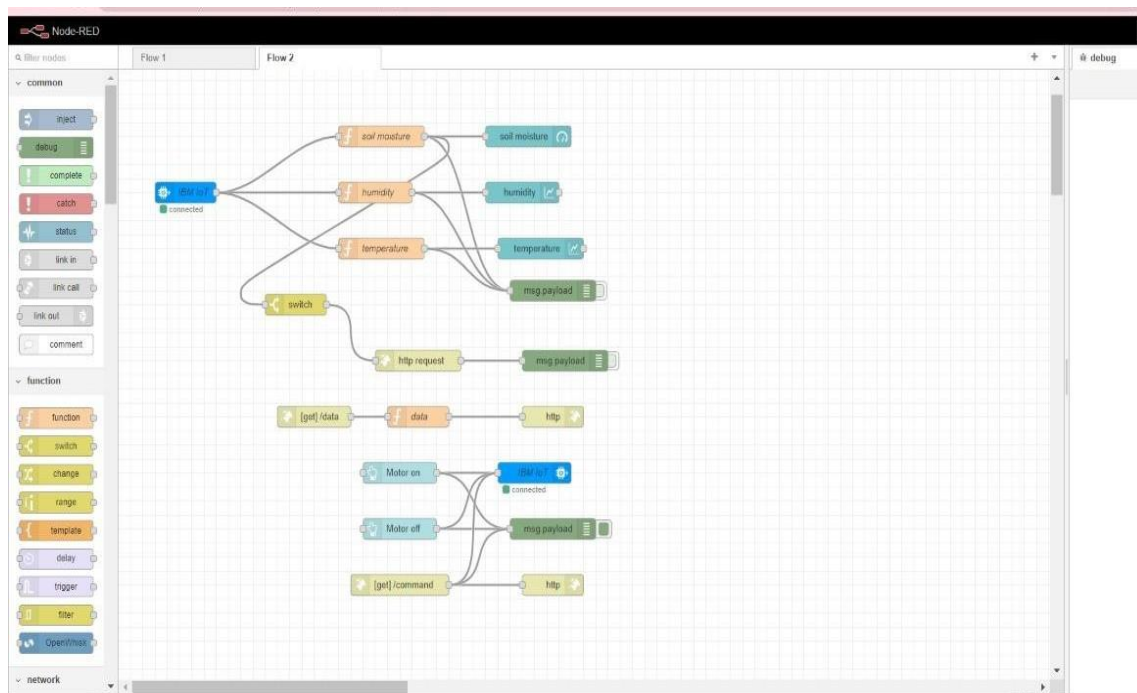 Node-RED
filter nodes
Flow 1
Flow 2
debug
common
inject
debug
complete
catch
status
link in
link call
link out
comment
function
function
switch
change
range
template
delay
trigger
filter
OpenWhisk
network
soil moisture
soil moisture
IBM IoT
connected
humidity
humidity
temperature
temperature
msg.payload
switch
http request
msg.payload
[get] /data
data
http
Motor on
IBM IoT
connected
Motor off
msg.payload
[get] /command
http